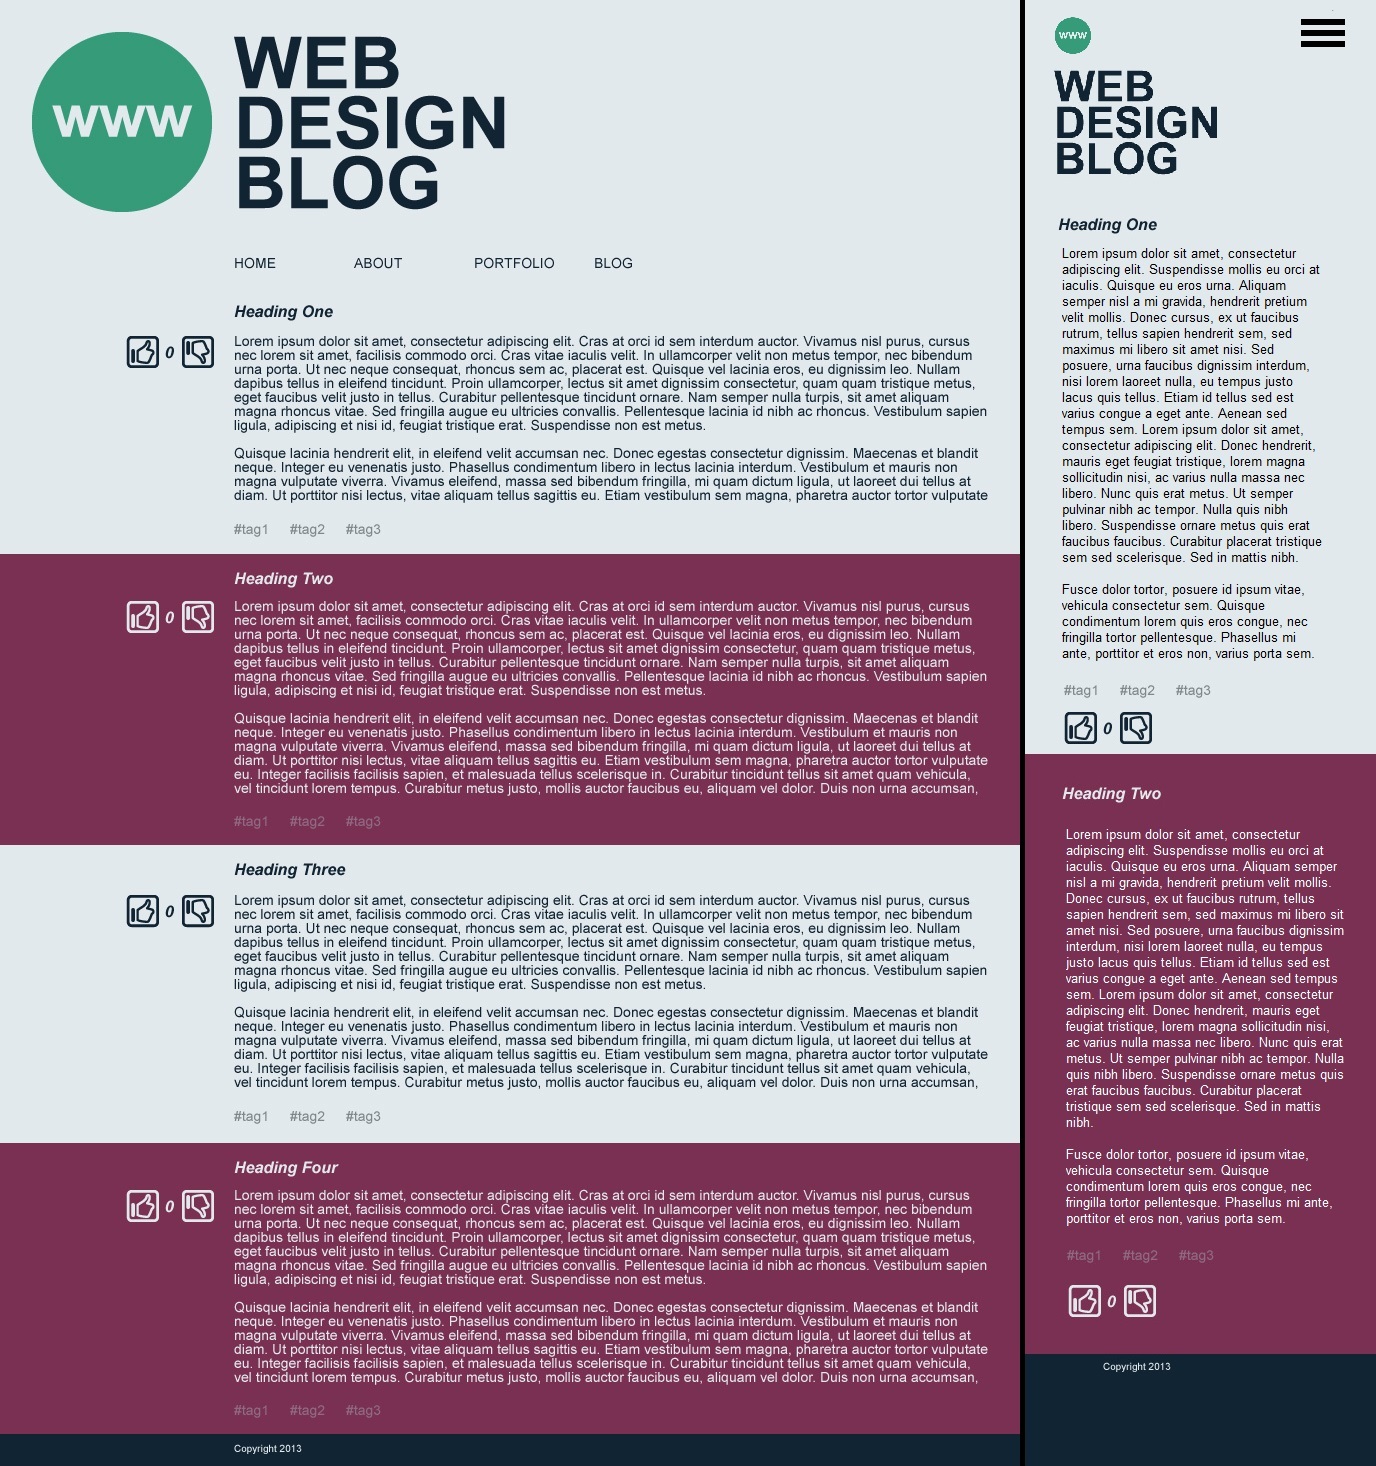 www
WEB
DESIGN
BLOG
HOME ABOUT PORTFOLIO BLOG
Heading One
0
Lorem ipsum dolor sit amet, consectetur adipiscing elit. Cras at orci id sem interdum auctor. Vivamus nisl purus, cursus
nec lorem sit amet, facilisis commodo orci. Cras vitae iaculis velit. In ullamcorper velit non metus tempor, nec bibendum
urna porta. Ut nec neque consequat, rhoncus sem ac, placerat est. Quisque vel lacinia eros, eu dignissim leo. Nullam
dapibus tellus in eleifend tincidunt. Proin ullamcorper, lectus sit amet dignissim consectetur, quam quam tristique metus,
eget faucibus velit justo in tellus. Curabitur pellentesque tincidunt ornare. Nam semper nulla turpis, sit amet aliquam
magna rhoncus vitae. Sed fringilla augue eu ultricies convallis. Pellentesque lacinia id nibh ac rhoncus. Vestibulum sapien
ligula, adipiscing et nisi id, feugiat tristique erat. Suspendisse non est metus.
Quisque lacinia hendrerit elit, in eleifend velit accumsan nec. Donec egestas consectetur dignissim. Maecenas et blandit
neque. Integer eu venenatis justo. Phasellus condimentum libero in lectus lacinia interdum. Vestibulum et mauris non
magna viverra. Vivamus eleifend, massa sed bibendum fringilla, mi quam dictum ligula, ut laoreet dui tellus at
diam. Ut porttitor nisi lectus, vitae aliquam tellus sagittis eu. Etiam vestibulum sem magna, pharetra auctor tortor vulputate
#tag1 #tag2 #tag3
Heading Two
0
Lorem ipsum dolor sit amet, consectetur adipiscing elit. Cras at orci id sem interdum auctor. Vivamus nisl purus, cursus
nec lorem sit amet, facilisis commodo orci. Cras vitae iaculis velit. In ullamcorper velit non metus tempor, nec bibendum
urna porta. Ut nec neque consequat, rhoncus sem ac, placerat est. Quisque vel lacinia eros, eu dignissim leo. Nullam
dapibus tellus in eleifend tincidunt. Proin ullamcorper, lectus sit amet dignissim consectetur, quam quam tristique metus,
eget faucibus velit justo in tellus. Curabitur pellentesque tincidunt ornare. Nam semper nulla turpis, sit amet aliquam
magna rhoncus vitae. Sed fringilla augue eu ultricies convallis. Pellentesque lacinia id nibh ac rhoncus. Vestibulum sapien
ligula, adipiscing et nisi id, feugiat tristique erat. Suspendisse non est metus.
Quisque lacinia hendrerit elit, in eleifend velit accumsan nec. Donec egestas consectetur dignissim. Maecenas et blandit
neque. Integer eu venenatis justo. Phasellus condimentum libero in lectus lacinia interdum. Vestibulum et mauris non
magna vulputate viverra. Vivamus eleifend, massa sed bibendum fringilla, mi quam dictum ligula, ut laoreet dui tellus at
diam. Ut porttitor nisi lectus, vitae aliquam tellus sagittis eu. Etiam vestibulum sem magna, pharetra auctor tortor vulputate
eu. Integer facilisis facilisis sapien, et malesuada tellus scelerisque in. Curabitur tincidunt tellus sit amet quam vehicula,
vel tincidunt lorem tempus. Curabitur metus justo, mollis auctor faucibus eu, aliquam vel dolor. Duis non urna accumsan,
#tag1 #tag2 #tag3
Heading Three
0
Lorem ipsum dolor sit amet, consectetur adipiscing elit. Cras at orci id sem interdum auctor. Vivamus nisl purus, cursus
nec lorem sit amet, facilisis commodo orci. Cras vitae iaculis velit. In ullamcorper velit non metus tempor, nec bibendum
urna porta. Ut nec neque consequat, rhoncus sem ac, placerat est. Quisque vel lacinia eros, eu dignissim leo. Nullam
dapibus tellus in eleifend tincidunt. Proin ullamcorper, lectus sit amet dignissim consectetur, quam quam tristique metus,
eget faucibus velit justo in tellus. Curabitur pellentesque tincidunt ornare. Nam semper nulla turpis, sit amet aliquam
magna rhoncus vitae. Sed fringilla augue eu ultricies convallis. Pellentesque lacinia id nibh ac rhoncus. Vestibulum sapien
ligula, adipiscing et nisi id, feugiat tristique erat. Suspendisse non est metus.
Quisque lacinia hendrerit elit, in eleifend velit accumsan nec. Donec egestas consectetur dignissim. Maecenas et blandit
neque. Integer eu venenatis justo. Phasellus condimentum libero in lectus lacinia interdum. Vestibulum et mauris non
magna vulputate viverra. Vivamus eleifend, massa sed bibendum fringilla, mi quam dictum ligula, ut laoreet dui tellus at
diam. Ut porttitor nisi lectus, vitae aliquam tellus sagittis eu. Etiam vestibulum sem magna, pharetra auctor tortor vulputate
eu. Integer facilisis facilisis sapien, et malesuada tellus scelerisque in. Curabitur tincidunt tellus sit amet quam vehicula,
vel tincidunt lorem tempus. Curabitur metus justo, mollis auctor faucibus eu, aliquam vel dolor. Duis non urna accumsan,
#tag1 #tag2 #tag3
Heading Four
0
Lorem ipsum dolor sit amet, consectetur adipiscing elit. Cras at orci id sem interdum auctor. Vivamus nisl purus, cursus
nec lorem sit amet, facilisis commodo orci. Cras vitae iaculis velit. In ullamcorper velit non metus tempor, nec bibendum
urna porta. Ut nec neque consequat, rhoncus sem ac, placerat est. Quisque vel lacinia eros, eu dignissim leo. Nullam
dapibus tellus in eleifend tincidunt. Proin ullamcorper, lectus sit amet dignissim consectetur, quam quam tristique metus,
eget faucibus velit justo in tellus. Curabitur pellentesque tincidunt ornare. Nam semper nulla turpis, sit amet aliquam
magna rhoncus vitae. Sed fringilla augue eu ultricies convallis. Pellentesque lacinia id nibh ac rhoncus. Vestibulum sapien
ligula, adipiscing et nisi id, feugiat tristique erat. Suspendisse non est metus.
Quisque lacinia hendrerit elit, in eleifend velit accumsan nec. Donec egestas consectetur dignissim. Maecenas et blandit
neque. Integer eu venenatis justo. Phasellus condimentum libero in lectus lacinia interdum. Vestibulum et mauris non
magna vulputate viverra. Vivamus eleifend, massa sed bibendum fringilla, mi quam dictum ligula, ut laoreet dui tellus at
diam. Ut porttitor nisi lectus, vitae aliquam tellus sagittis eu. Etiam vestibulum sem magna, pharetra auctor tortor vulputate
eu. Integer facilisis facilisis sapien, et malesuada tellus scelerisque in. Curabitur tincidunt tellus sit amet quam vehicula,
vel tincidunt lorem tempus. Curabitur metus justo, mollis auctor faucibus eu, aliquam vel dolor. Duis non urna accumsan,
#tag1 #tag2 #tag3
Copyright 2013
www
WEB
DESIGN
BLOG
Heading One
Lorem ipsum dolor sit amet, consectetur
adipiscing elit. Suspendisse mollis eu orci at
iaculis. Quisque eu eros urna. Aliquam
semper nisl a mi gravida, hendrerit pretium
velit mollis. Donec cursus, ex ut faucibus
rutrum, tellus sapien hendrerit sem, sed
maximus mi libero sit amet nisi. Sed
posuere, urna faucibus dignissim interdum,
nisi lorem laoreet nulla, eu tempus justo
lacus quis tellus. Etiam id tellus sed est
varius congue a eget ante. Aenean sed
tempus sem. Lorem ipsum dolor sit amet,
consectetur adipiscing elit. Donec hendrerit,
mauris eget feugiat tristique, lorem magna
sollicitudin nisi, ac varius nulla massa nec
libero. Nunc quis erat metus. Ut semper
pulvinar nibh ac tempor. Nulla quis nibh
libero. Suspendisse ornare metus quis erat
faucibus faucibus. Curabitur placerat tristique
sem sed scelerisque. Sed in mattis nibh.
Fusce dolor tortor, posuere id ipsum vitae,
vehicula consectetur sem. Quisque
condimentum lorem quis eros congue, nec
fringilla tortor pellentesque. Phasellus mi
ante, porttitor et eros non, varius porta sem.
#tag1 #tag2 #tag3
0
Heading Two
Lorem ipsum dolor sit amet, consectetur
adipiscing elit. Suspendisse mollis eu orci at
iaculis. Quisque eu eros urna. Aliquam semper
nisl a mi gravida, hendrerit pretium velit mollis.
Donec cursus, ex ut faucibus rutrum, tellus
sapien hendrerit sem, sed maximus mi libero sit
amet nisi. Sed posuere, urna faucibus dignissim
interdum, nisi lorem laoreet nulla, eu tempus
justo lacus quis tellus. Etiam id tellus sed est
varius congue a eget ante. Aenean sed tempus
sem. Lorem ipsum dolor sit amet, consectetur
adipiscing elit. Donec hendrerit, mauris eget
feugiat tristique, lorem magna sollicitudin nisi,
ac varius nulla massa nec libero. Nunc quis erat
metus. Ut semper pulvinar nibh ac tempor. Nulla
quis nibh libero. Suspendisse ornare metus quis
erat faucibus faucibus. Curabitur placerat
tristique sem sed scelerisque. Sed in mattis
nibh.
Fusce dolor tortor, posuere id ipsum vitae,
vehicula consectetur sem. Quisque
condimentum lorem quis eros congue, nec
fringilla tortor pellentesque. Phasellus mi ante,
porttitor et eros non, varius porta sem.
#tag1 #tag2 #tag3
0
Copyright 2013